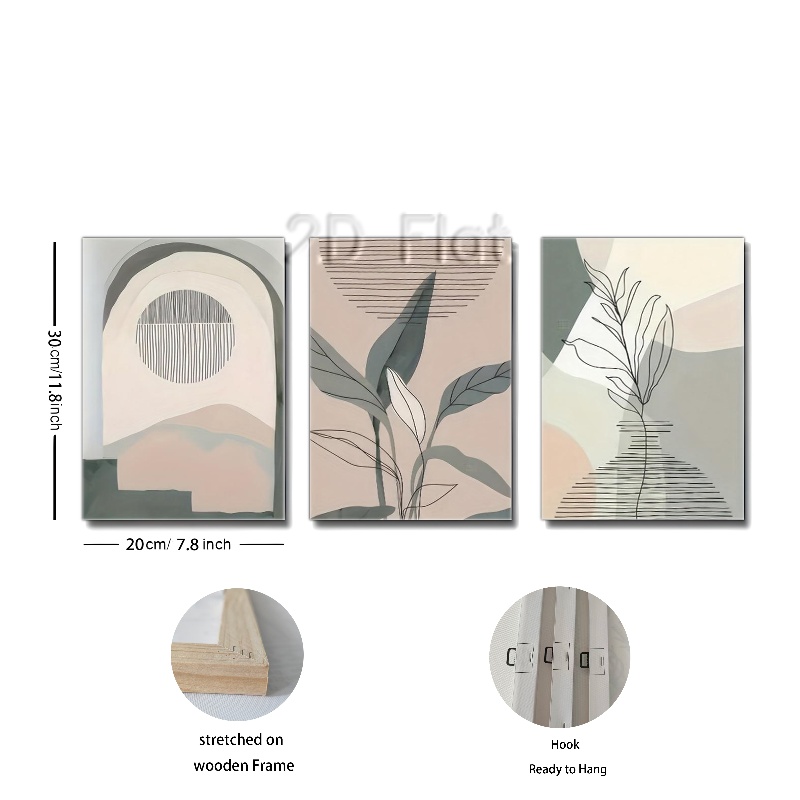 2D Flat
30cm/11.8inch
20cm/ 7.8 inch
stretched on
wooden Frame
Hook
Ready to Hang